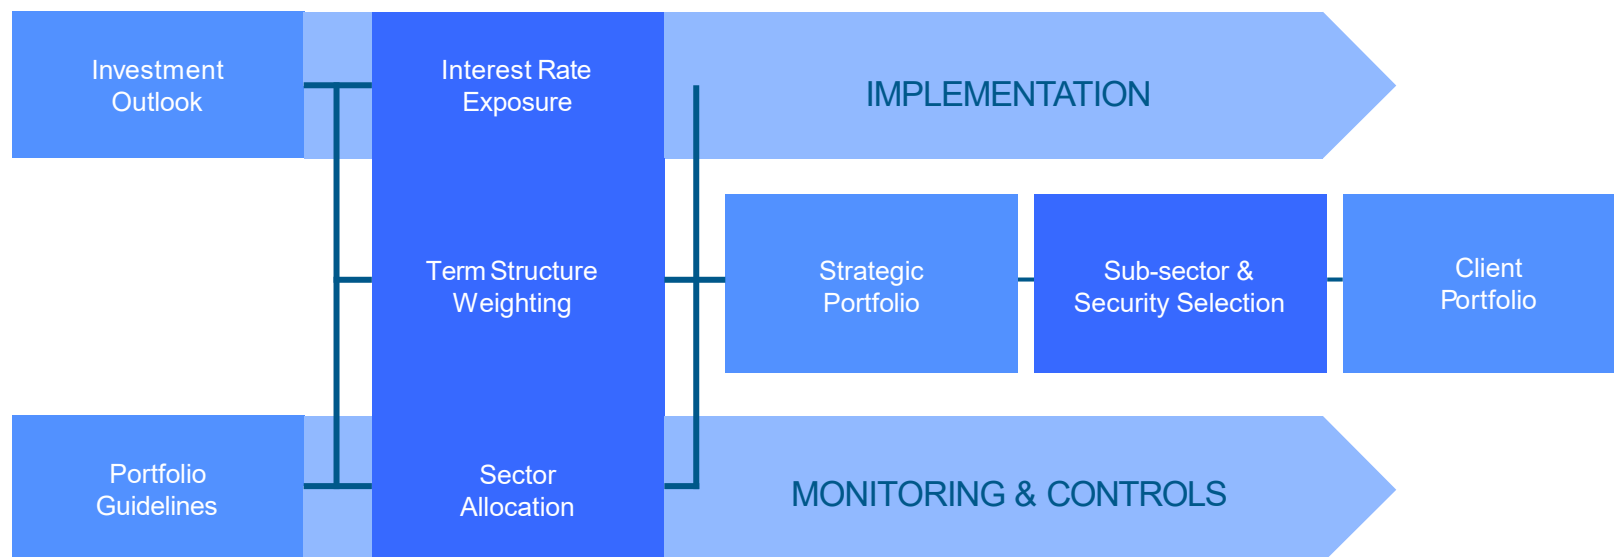 Investment
Outlook
Interest Rate
Exposure
IMPLEMENTATION
Term Structure
Weighting
Strategic
Portfolio
Sub-sector &
Security Selection
Client
Portfolio
Portfolio
Guidelines
Sector
Allocation
MONITORING & CONTROLS